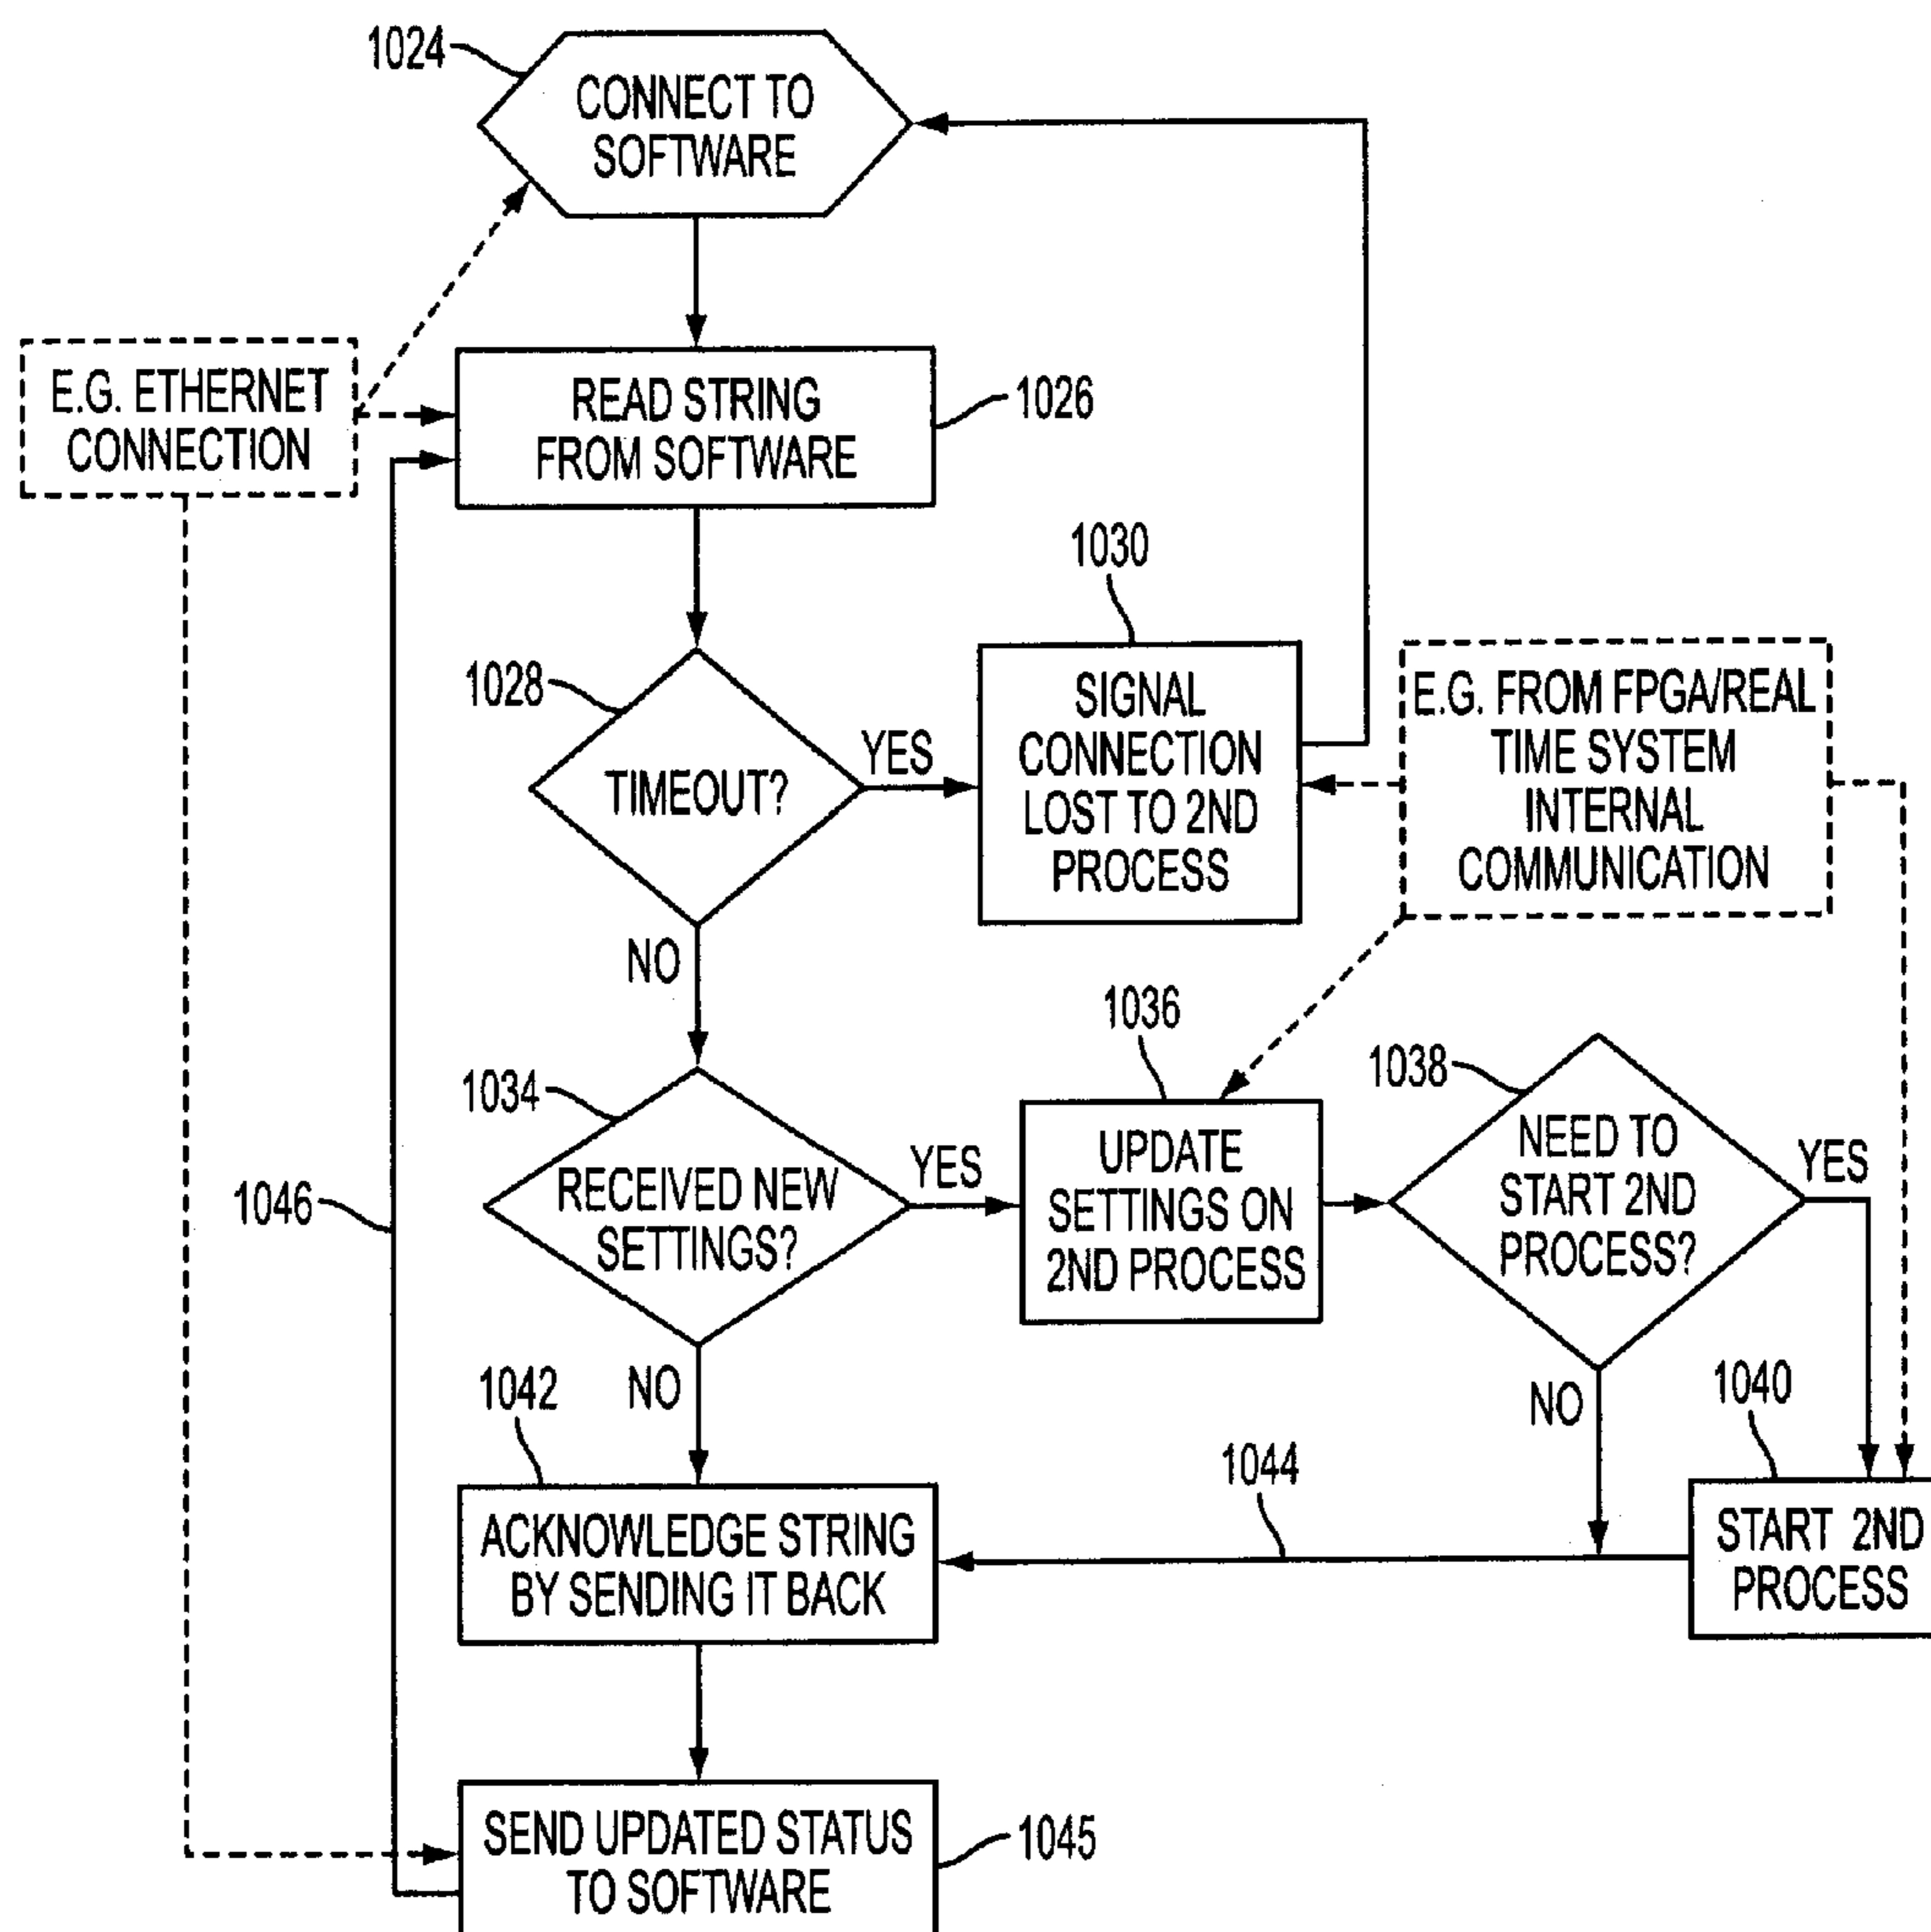 1024
CONNECT TO
SOFTWARE
E.G. ETHERNET
CONNECTION
READ STRING
FROM SOFTWARE
1026
1028
TIMEOUT?
YES
NO
1030
SIGNAL
CONNECTION
LOST TO 2ND
PROCESS
E.G. FROM FPGA/REAL
TIME SYSTEM
INTERNAL
COMMUNICATION
1034
RECEIVED NEW
SETTINGS?
YES
NO
1036
UPDATE
SETTINGS ON
2ND PROCESS
1038
NEED TO
START 2ND
PROCESS?
YES
NO
1040
START 2ND
PROCESS
1042
ACKNOWLEDGE STRING
BY SENDING IT BACK
1044
1046
SEND UPDATED STATUS
TO SOFTWARE
1045